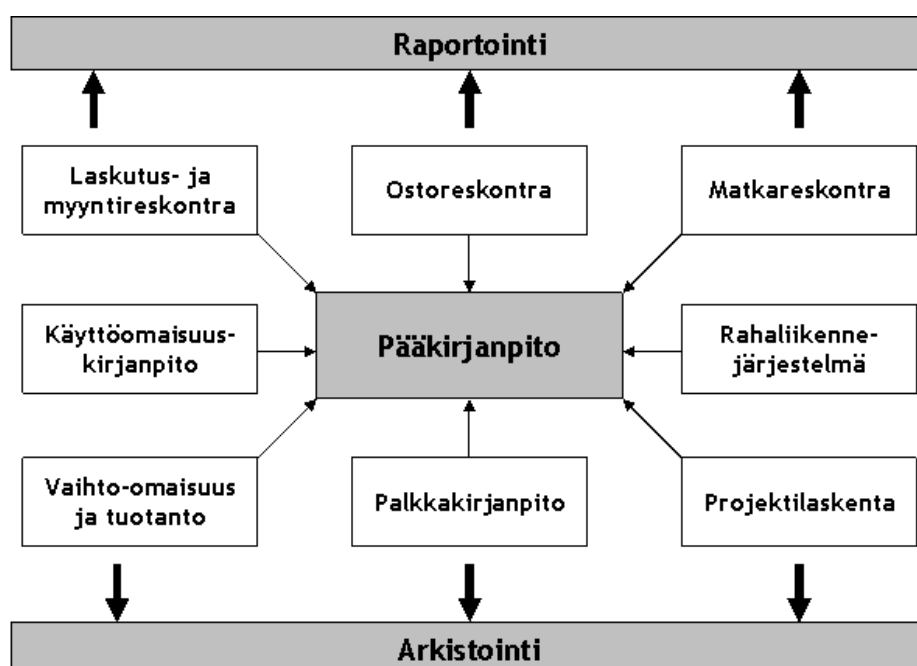 Raportointi
Laskutus- ja
myyntireskontra
Ostoreskontra
Matkareskontra
Käyttöomaisuus-
kirjanpito
Pääkirjanpito
Rahaliikenne-
järjestelmä
Vaihto-omaisuus
ja tuotanto
Palkkakirjanpito
Projektilaskenta
Arkistointi